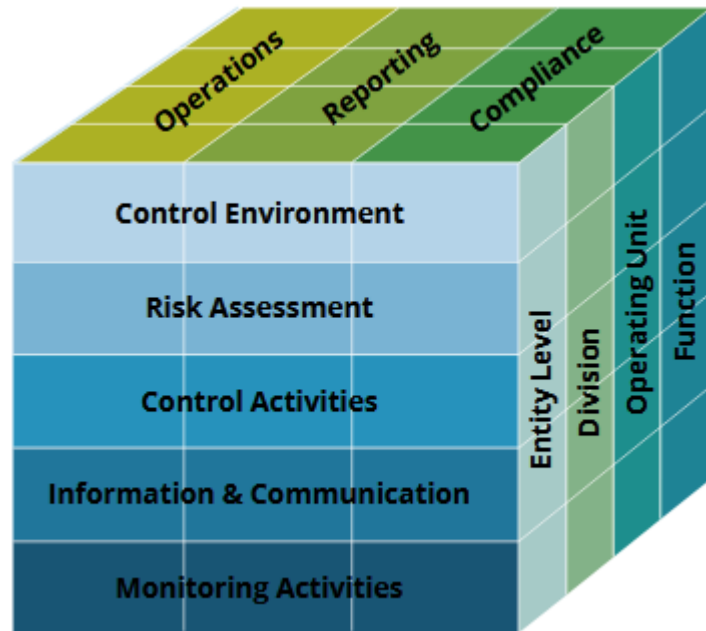 Operations
Reporting
Compliance
Control Environment
Risk Assessment
Control Activities
Information & Communication
Monitoring Activities
Entity Level
Division
Operating Unit
Function